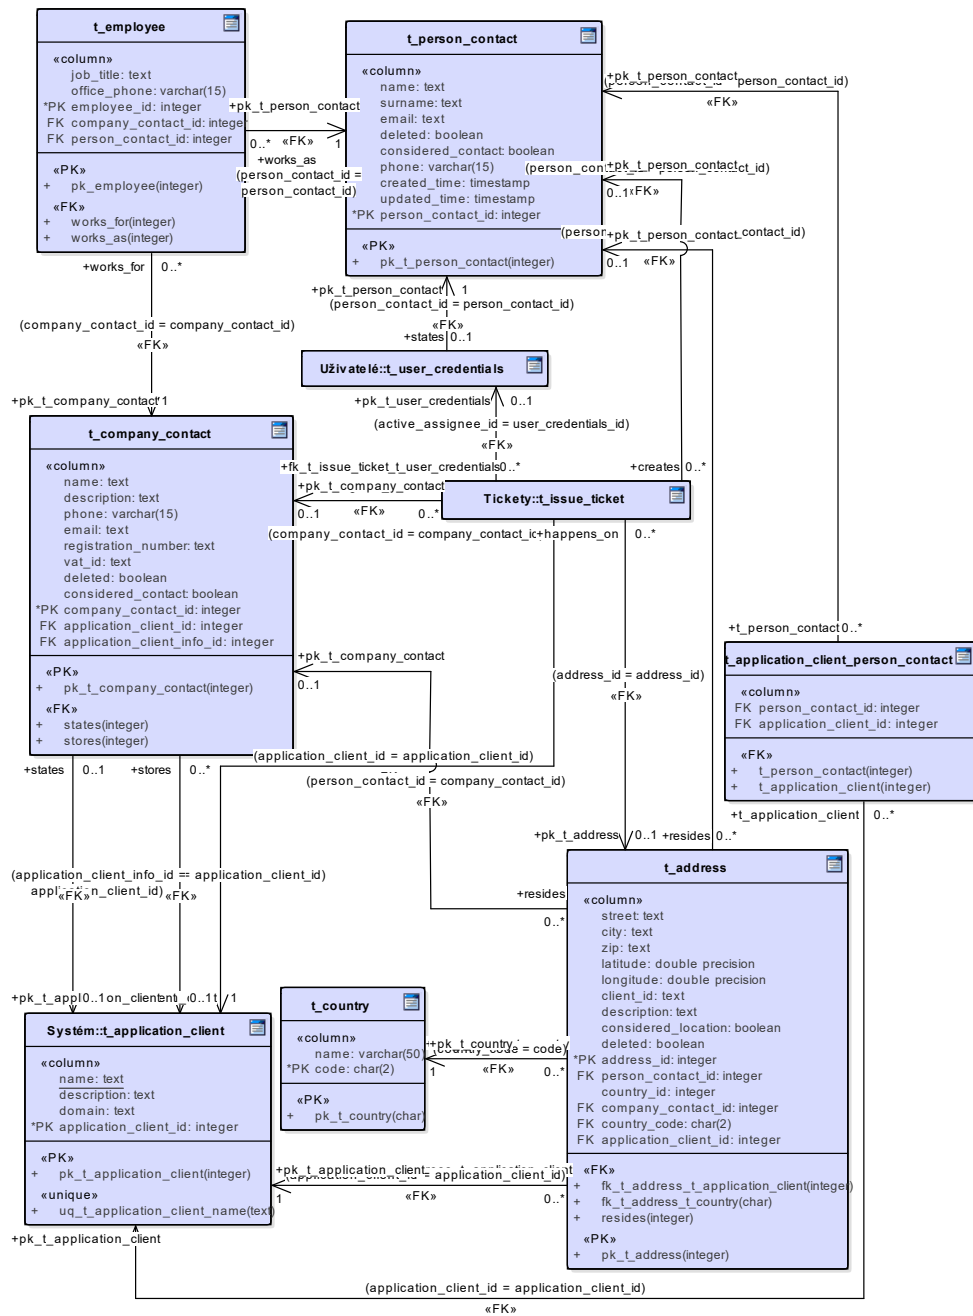 t_employee
«column»
job_title: text
office_phone: varchar(15)
*PK employee_id: integer
FK company_contact_id: integer
FK person_contact_id: integer
«PK»
+ pk_employee(integer)
«FK»
+ works_for(integer)
+ works_as(integer)
t_person_contact
«column»
name: text
surname: text
email: text
deleted: boolean
considered_contact: boolean
phone: varchar(15)
created_time: timestamp
updated_time: timestamp
*PK person_contact_id: integer
«PK»
+ pk_t_person_contact(integer)
+pk_t_person_contact
0..* «FK» 1
+works_as
(person_contact_id =
person_contact_id)
+pk_t_person_contact
person_contact_id)
«FK»
+pk_t_person_contact
0..1 «FK»
+pk_t_person_contact
contact_id)
0..1 «FK»
+works_for 0..*
(company_contact_id = company_contact_id)
«FK»
+pk_t_company_contact 1
+pk_t_person_contact 1
(person_contact_id = person_contact_id)
«FK»
+states 0..1
Uživatelé::t_user_credentials
+pk_t_user_credentials 0..1
(active_assignee_id = user_credentials_id)
«FK»
+fk_t_issue_ticket_t_user_credentials 0..*
+creates 0..*
t_company_contact
«column»
name: text
description: text
phone: varchar(15)
email: text
registration_number: text
vat_id: text
deleted: boolean
considered_contact: boolean
*PK company_contact_id: integer
FK application_client_id: integer
FK application_client_info_id: integer
«PK»
+ pk_t_company_contact(integer)
«FK»
+ states(integer)
+ stores(integer)
+pk_t_company_contact
0..1 «FK» 0..*
Tickety::t_issue_ticket
(company_contact_id = company_contact_id)
+happens_on 0..*
+pk_t_company_contact
0..1
(address_id = address_id)
«FK»
+t_person_contact 0..*
t_application_client_person_contact
«column»
FK person_contact_id: integer
FK application_client_id: integer
«FK»
+ t_person_contact(integer)
+ t_application_client(integer)
+t_application_client 0..*
+states 0..1 +stores 0..*
(application_client_id = application_client_id)
(person_contact_id = company_contact_id)
«FK»
+pk_t_address 0..1 +resides 0..*
(application_client_info_id = application_client_id)
application_client_id)
«FK» «FK»
+resides
0..*
0..1 0..1 1
Systém::t_application_client
«column»
name: text
description: text
domain: text
*PK application_client_id: integer
«PK»
+ pk_t_application_client(integer)
«unique»
+ uq_t_application_client_name(text)
+pk_t_application_client
t_country
«column»
name: varchar(50)
*PK code: char(2)
«PK»
+ pk_t_country(char)
+pk_t_country
(country_code = code)
1 «FK» 0..*
t_address
«column»
street: text
city: text
zip: text
latitude: double precision
longitude: double precision
client_id: text
description: text
considered_location: boolean
deleted: boolean
*PK address_id: integer
FK person_contact_id: integer
country_id: integer
FK company_contact_id: integer
FK country_code: char(2)
FK application_client_id: integer
«FK»
+ fk_t_address_t_application_client(integer)
+ fk_t_address_t_country(char)
+ resides(integer)
«PK»
+ pk_t_address(integer)
+pk_t_application_client
(application_client_id = application_client_id)
1 «FK» 0..*
(application_client_id = application_client_id)
«FK»